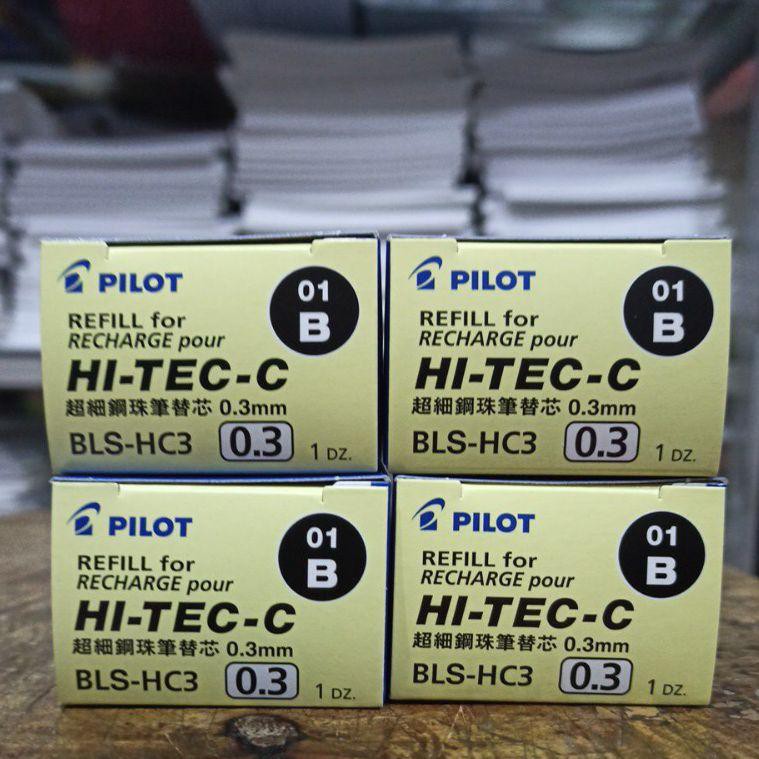 PILOT
01
B
REFILL for
RECHARGE pour
HI-TEC-C
超細鋼珠筆替芯 0.3mm
BLS-HC3 0.3 1 DZ.
PILOT
01
B
REFILL for
RECHARGE pour
HI-TEC-C
超細鋼珠筆替芯 0.3mm
BLS-HC3 0.3 1 DZ.
PILOT
01
B
REFILL for
RECHARGE pour
HI-TEC-C
超細鋼珠筆替芯 0.3mm
BLS-HC3 0.3 1 DZ.
PILOT
01
B
REFILL for
RECHARGE pour
HI-TEC-C
超細鋼珠筆替芯 0.3mm
BLS-HC3 0.3 1 DZ.